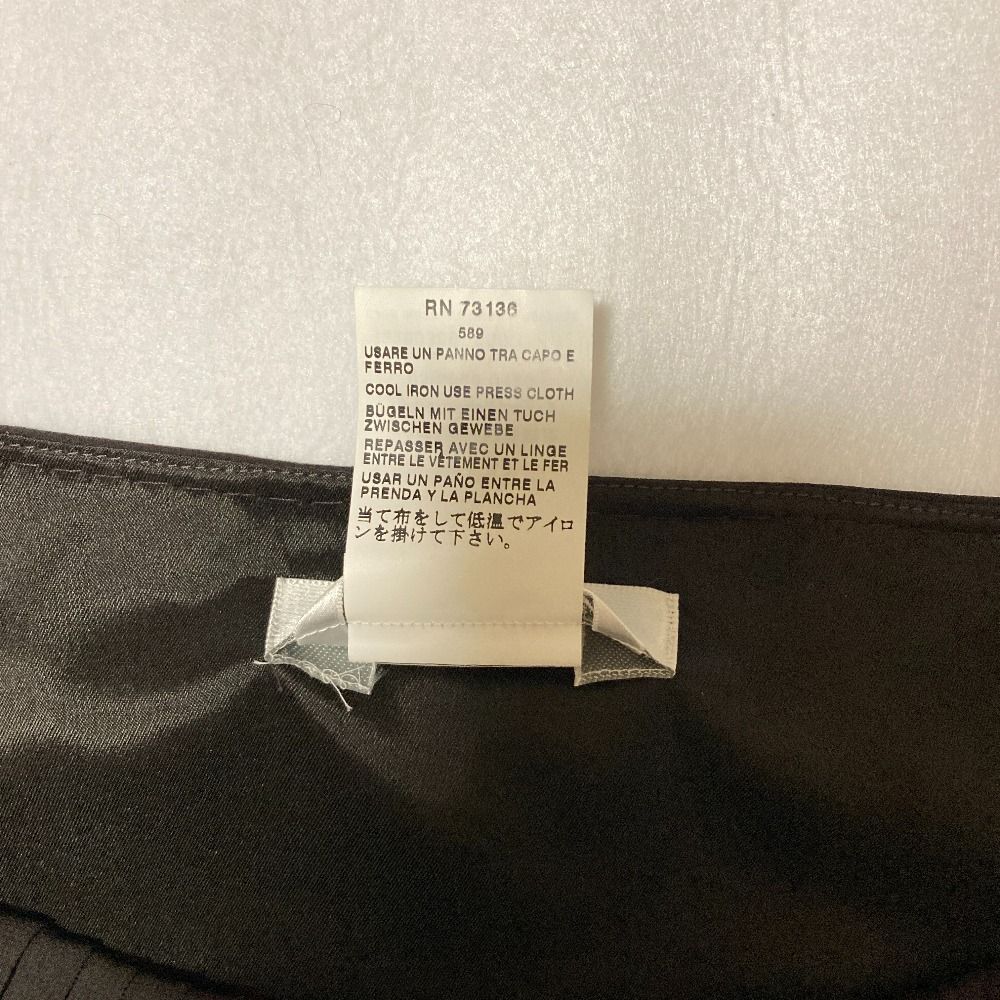 RN 73136
589
USARE UN PANNO TRA CAPO E
FERRO
COOL IRON USE PRESS CLOTH
BÜGELN MIT EINEN TUCH
ZWISCHEN GEWEBE
REPASSER AVEC UN LINGE
ENTRE LE VÊTEMENT ET LE FER
USAR UN PAÑO ENTRE LA
PRENDA Y LA PLANCHA
当て布をして低温でアイロ
ンを掛けて下さい。